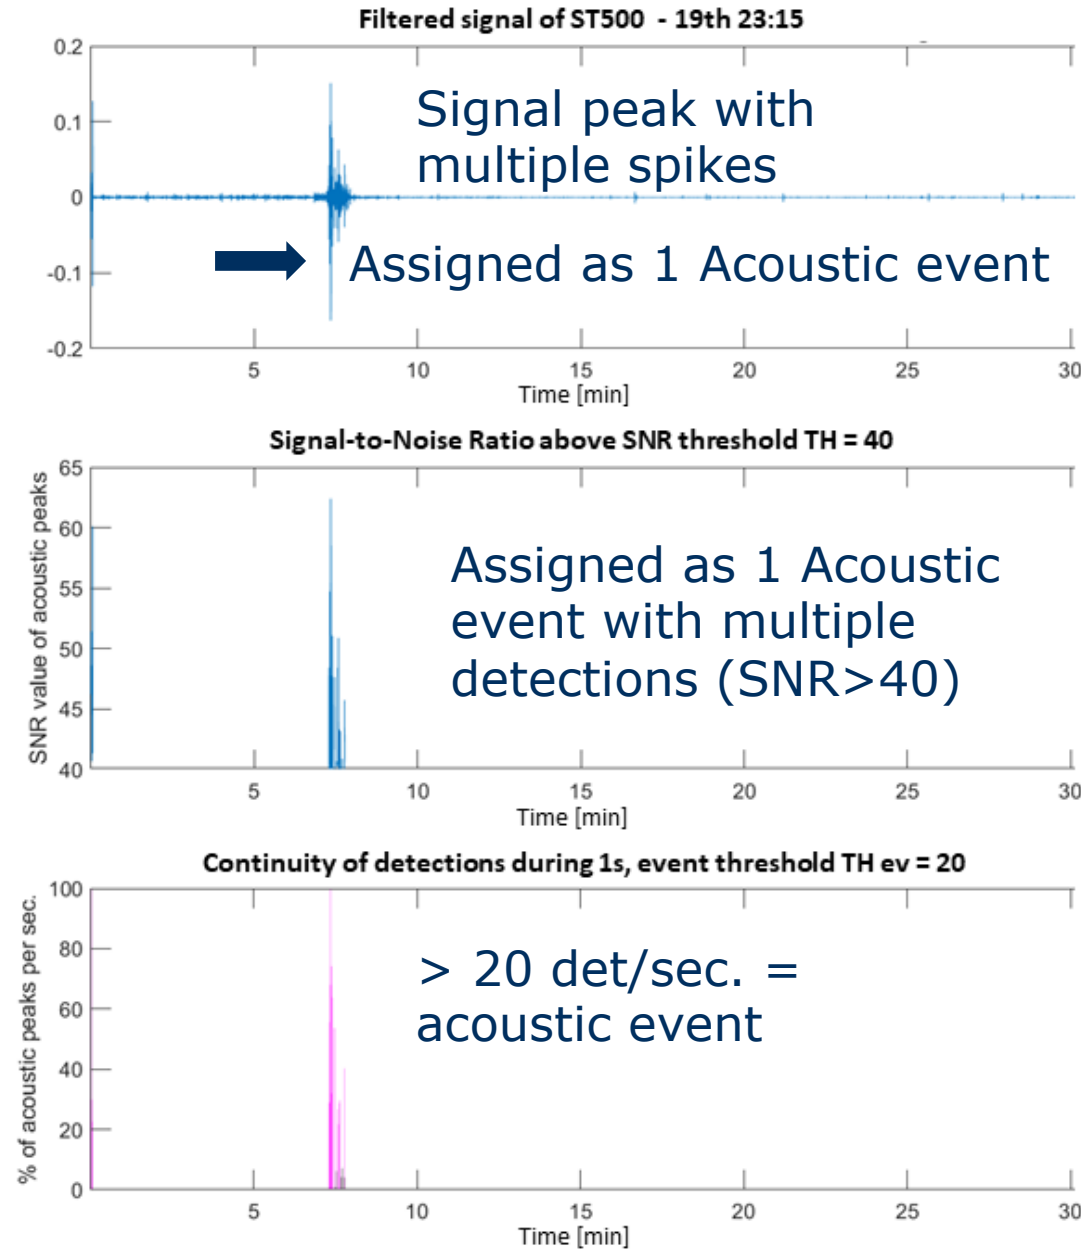 Filtered signal of ST500 - 19th 23:15
0.2
0.1
0
-0.1
-0.2
Signal peak with
multiple spikes
Assigned as 1 Acoustic event
5 10 15 20 25 30
Time [min]
Signal-to-Noise Ratio above SNR threshold TH = 40
SNR value of acoustic peaks
65
60
55
50
45
40
Assigned as 1 Acoustic
event with multiple
detections (SNR>40)
5 10 15 20 25 30
Time [min]
Continuity of detections during 1s, event threshold TH ev = 20
% of acoustic peaks per sec.
100
80
60
40
20
0
> 20 det/sec. =
acoustic event
5 10 15 20 25 30
Time [min]